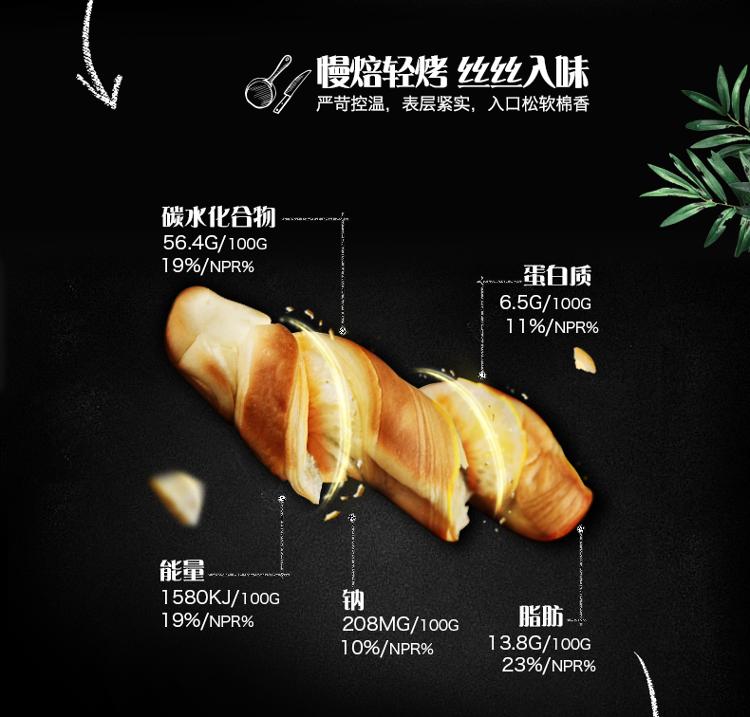 慢焙轻烤 丝丝入味
严苛控温，表层紧实，入口松软棉香
碳水化合物
56.4G/100G
19%/NPR%
蛋白质
6.5G/100G
11%/NPR%
能量
1580KJ/100G
19%/NPR%
钠
208MG/100G
10%/NPR%
脂肪
13.8G/100G
23%/NPR%